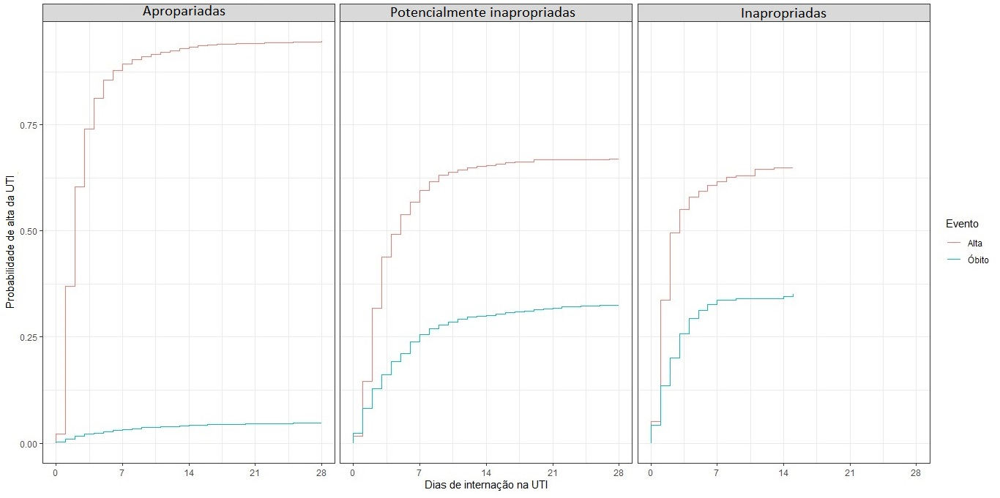 Apropariadas
Potencialmente inapropriadas
Inapropriadas
Probabilidade de alta da UTI
0.75
0.50
0.25
0.00
0 7 14 21 28
0 7 14 21 28
0 7 14 21 28
Dias de internação na UTI
Evento
Alta
Óbito